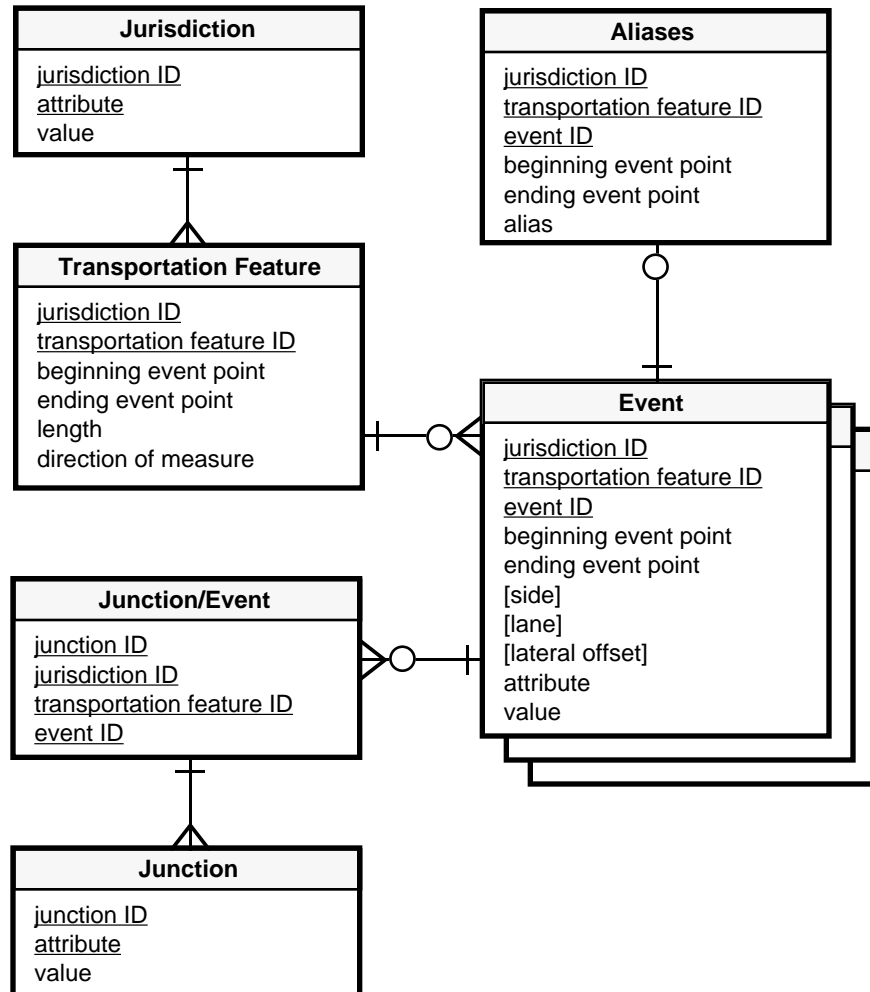 Jurisdiction
jurisdiction ID
attribute
value
Aliases
jurisdiction ID
transportation feature ID
event ID
beginning event point
ending event point
alias
Transportation Feature
jurisdiction ID
transportation feature ID
beginning event point
ending event point
length
direction of measure
Event
jurisdiction ID
transportation feature ID
event ID
beginning event point
ending event point
[side]
[lane]
[lateral offset]
attribute
value
Junction/Event
junction ID
jurisdiction ID
transportation feature ID
event ID
Junction
junction ID
attribute
value